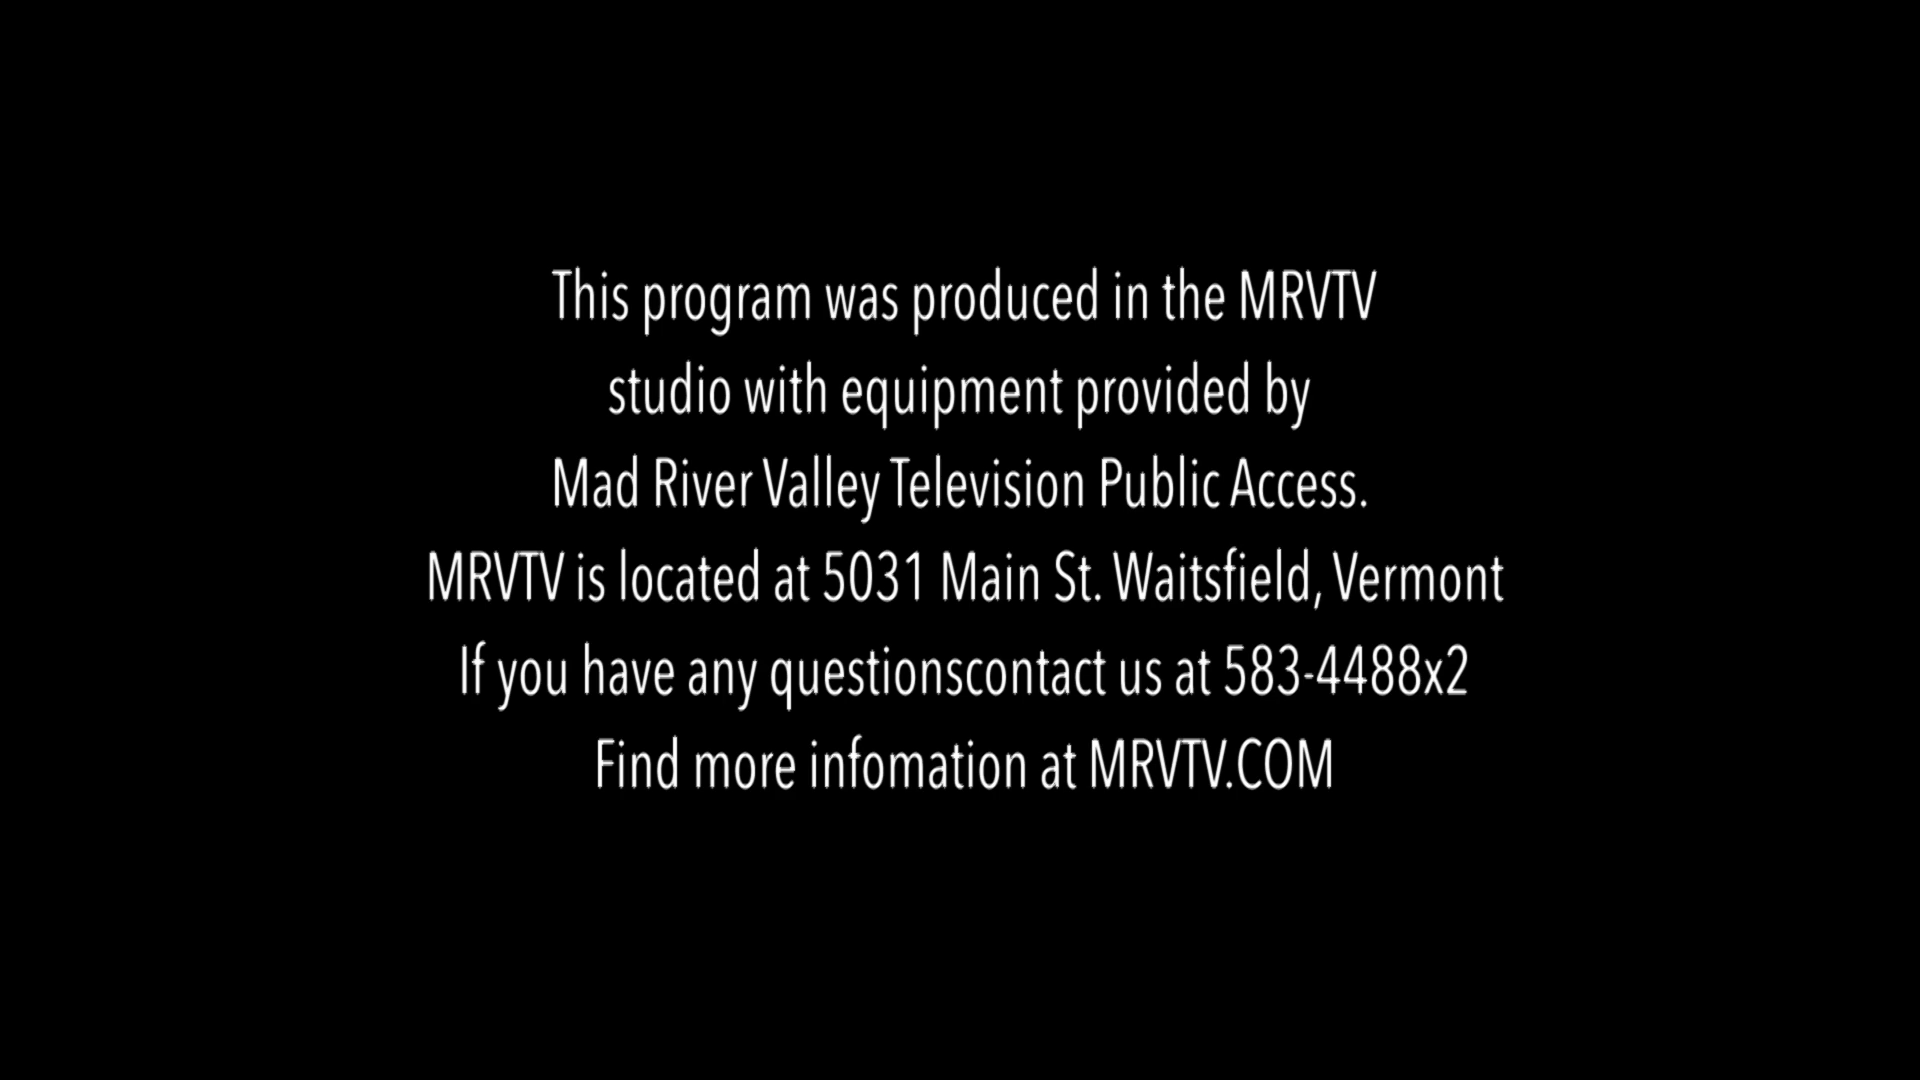 This program was produced in the MRVTV
studio with equipment provided by
Mad River Valley Television Public Access.
MRVTV is located at 5031 Main St. Waitsfield, Vermont
If you have any questionscontact us at 583-4488x2
Find more infomation at MRVTV.COM